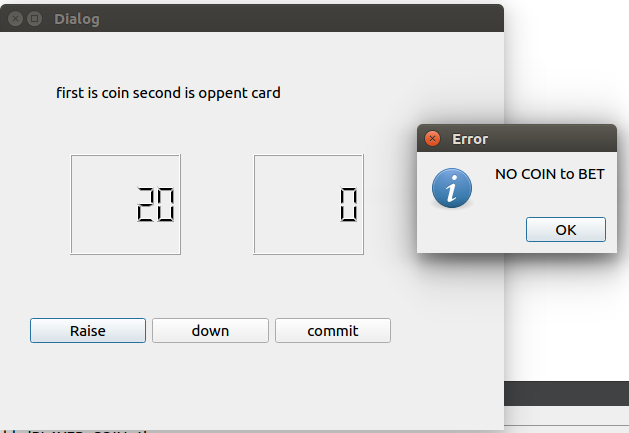 Dialog
first is coin second is oppent card
Error
NO COIN to BET
OK
20
0
Raise
down
commit